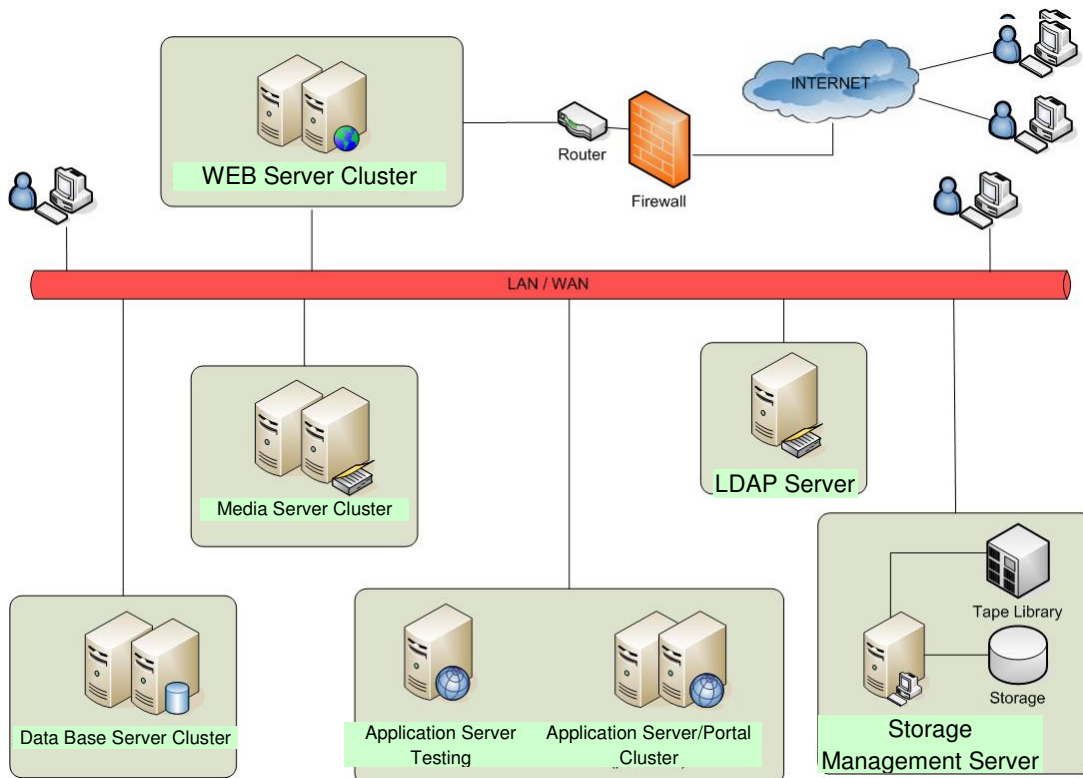 INTERNET
Router
WEB Server Cluster
Firewall
LAN / WAN
LDAP Server
Media Server Cluster
Tape Library
Storage
Data Base Server Cluster
Application Server
Testing
Application Server/Portal
Cluster
Storage
Management Server